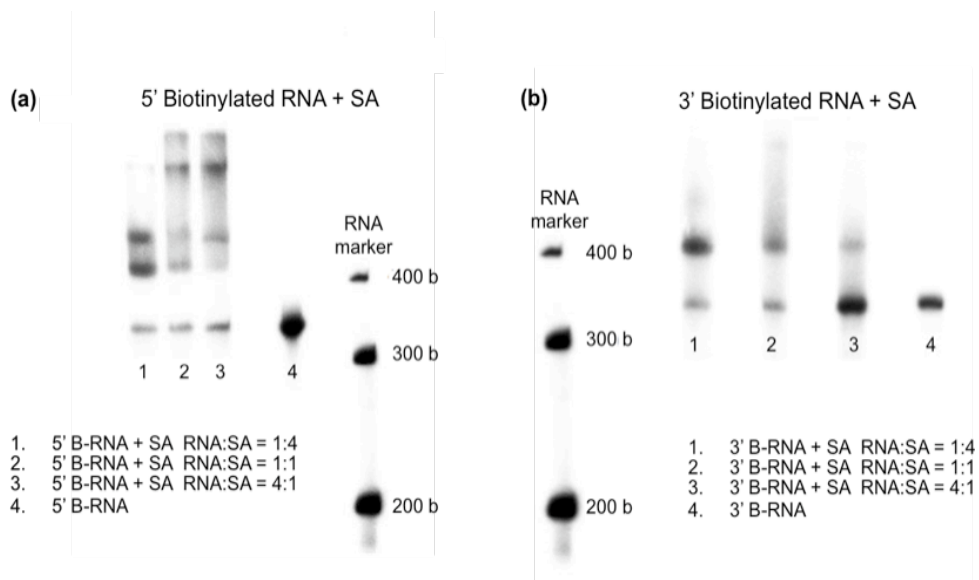 (a)
5’ Biotinylated RNA + SA
RNA
marker
400 b
300 b
200 b
1 2 3 4
1. 5’ B-RNA + SA RNA:SA = 1:4
2. 5’ B-RNA + SA RNA:SA = 1:1
3. 5’ B-RNA + SA RNA:SA = 4:1
4. 5’ B-RNA
(b)
3’ Biotinylated RNA + SA
RNA
marker
400 b
300 b
200 b
1 2 3 4
1. 3’ B-RNA + SA RNA:SA = 1:4
2. 3’ B-RNA + SA RNA:SA = 1:1
3. 3’ B-RNA + SA RNA:SA = 4:1
4. 3’ B-RNA